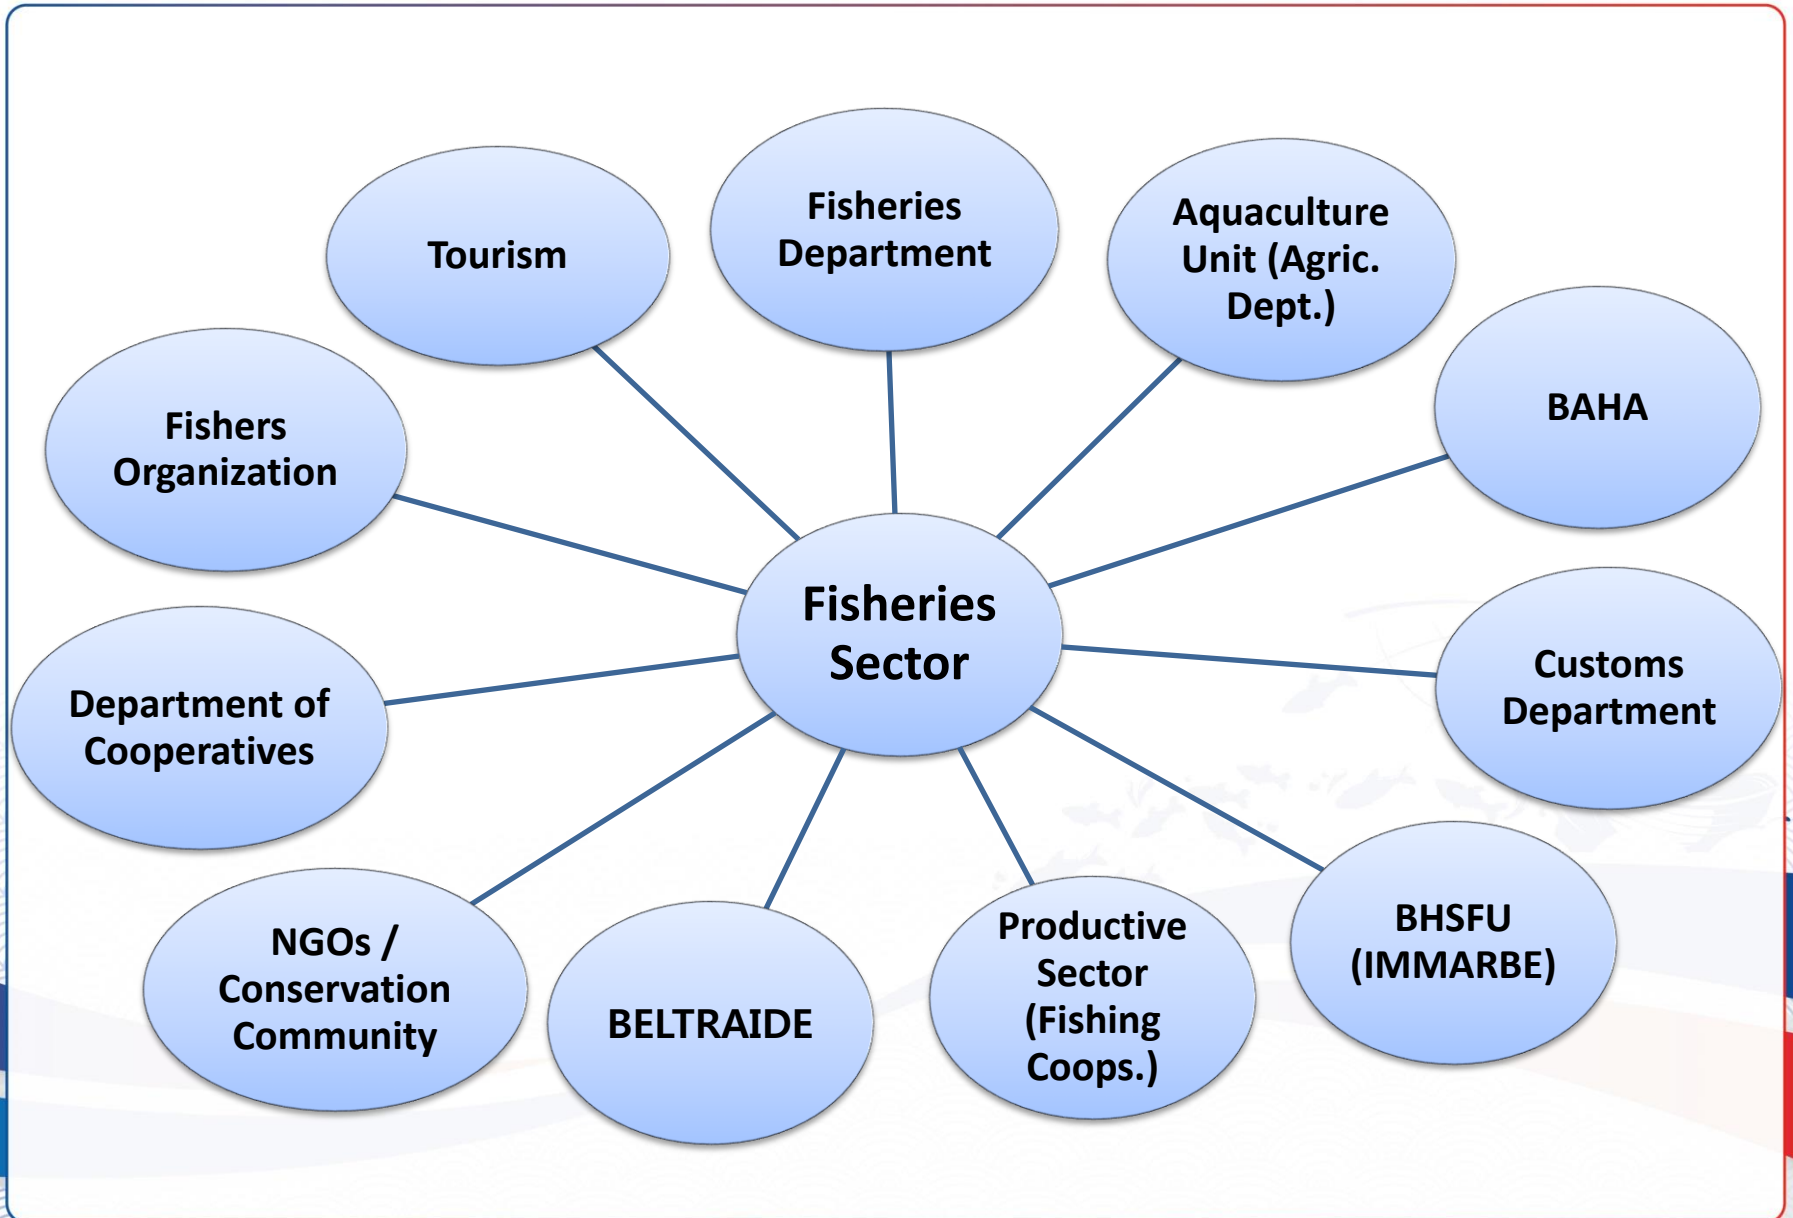 Fisheries
Department
Aquaculture
Unit (Agric.
Dept.)
BAHA
Customs
Department
BHSFU
(IMMARBE)
Productive
Sector
(Fishing
Coops.)
BELTRAIDE
NGOs /
Conservation
Community
Department of
Cooperatives
Fishers
Organization
Tourism
Fisheries
Sector